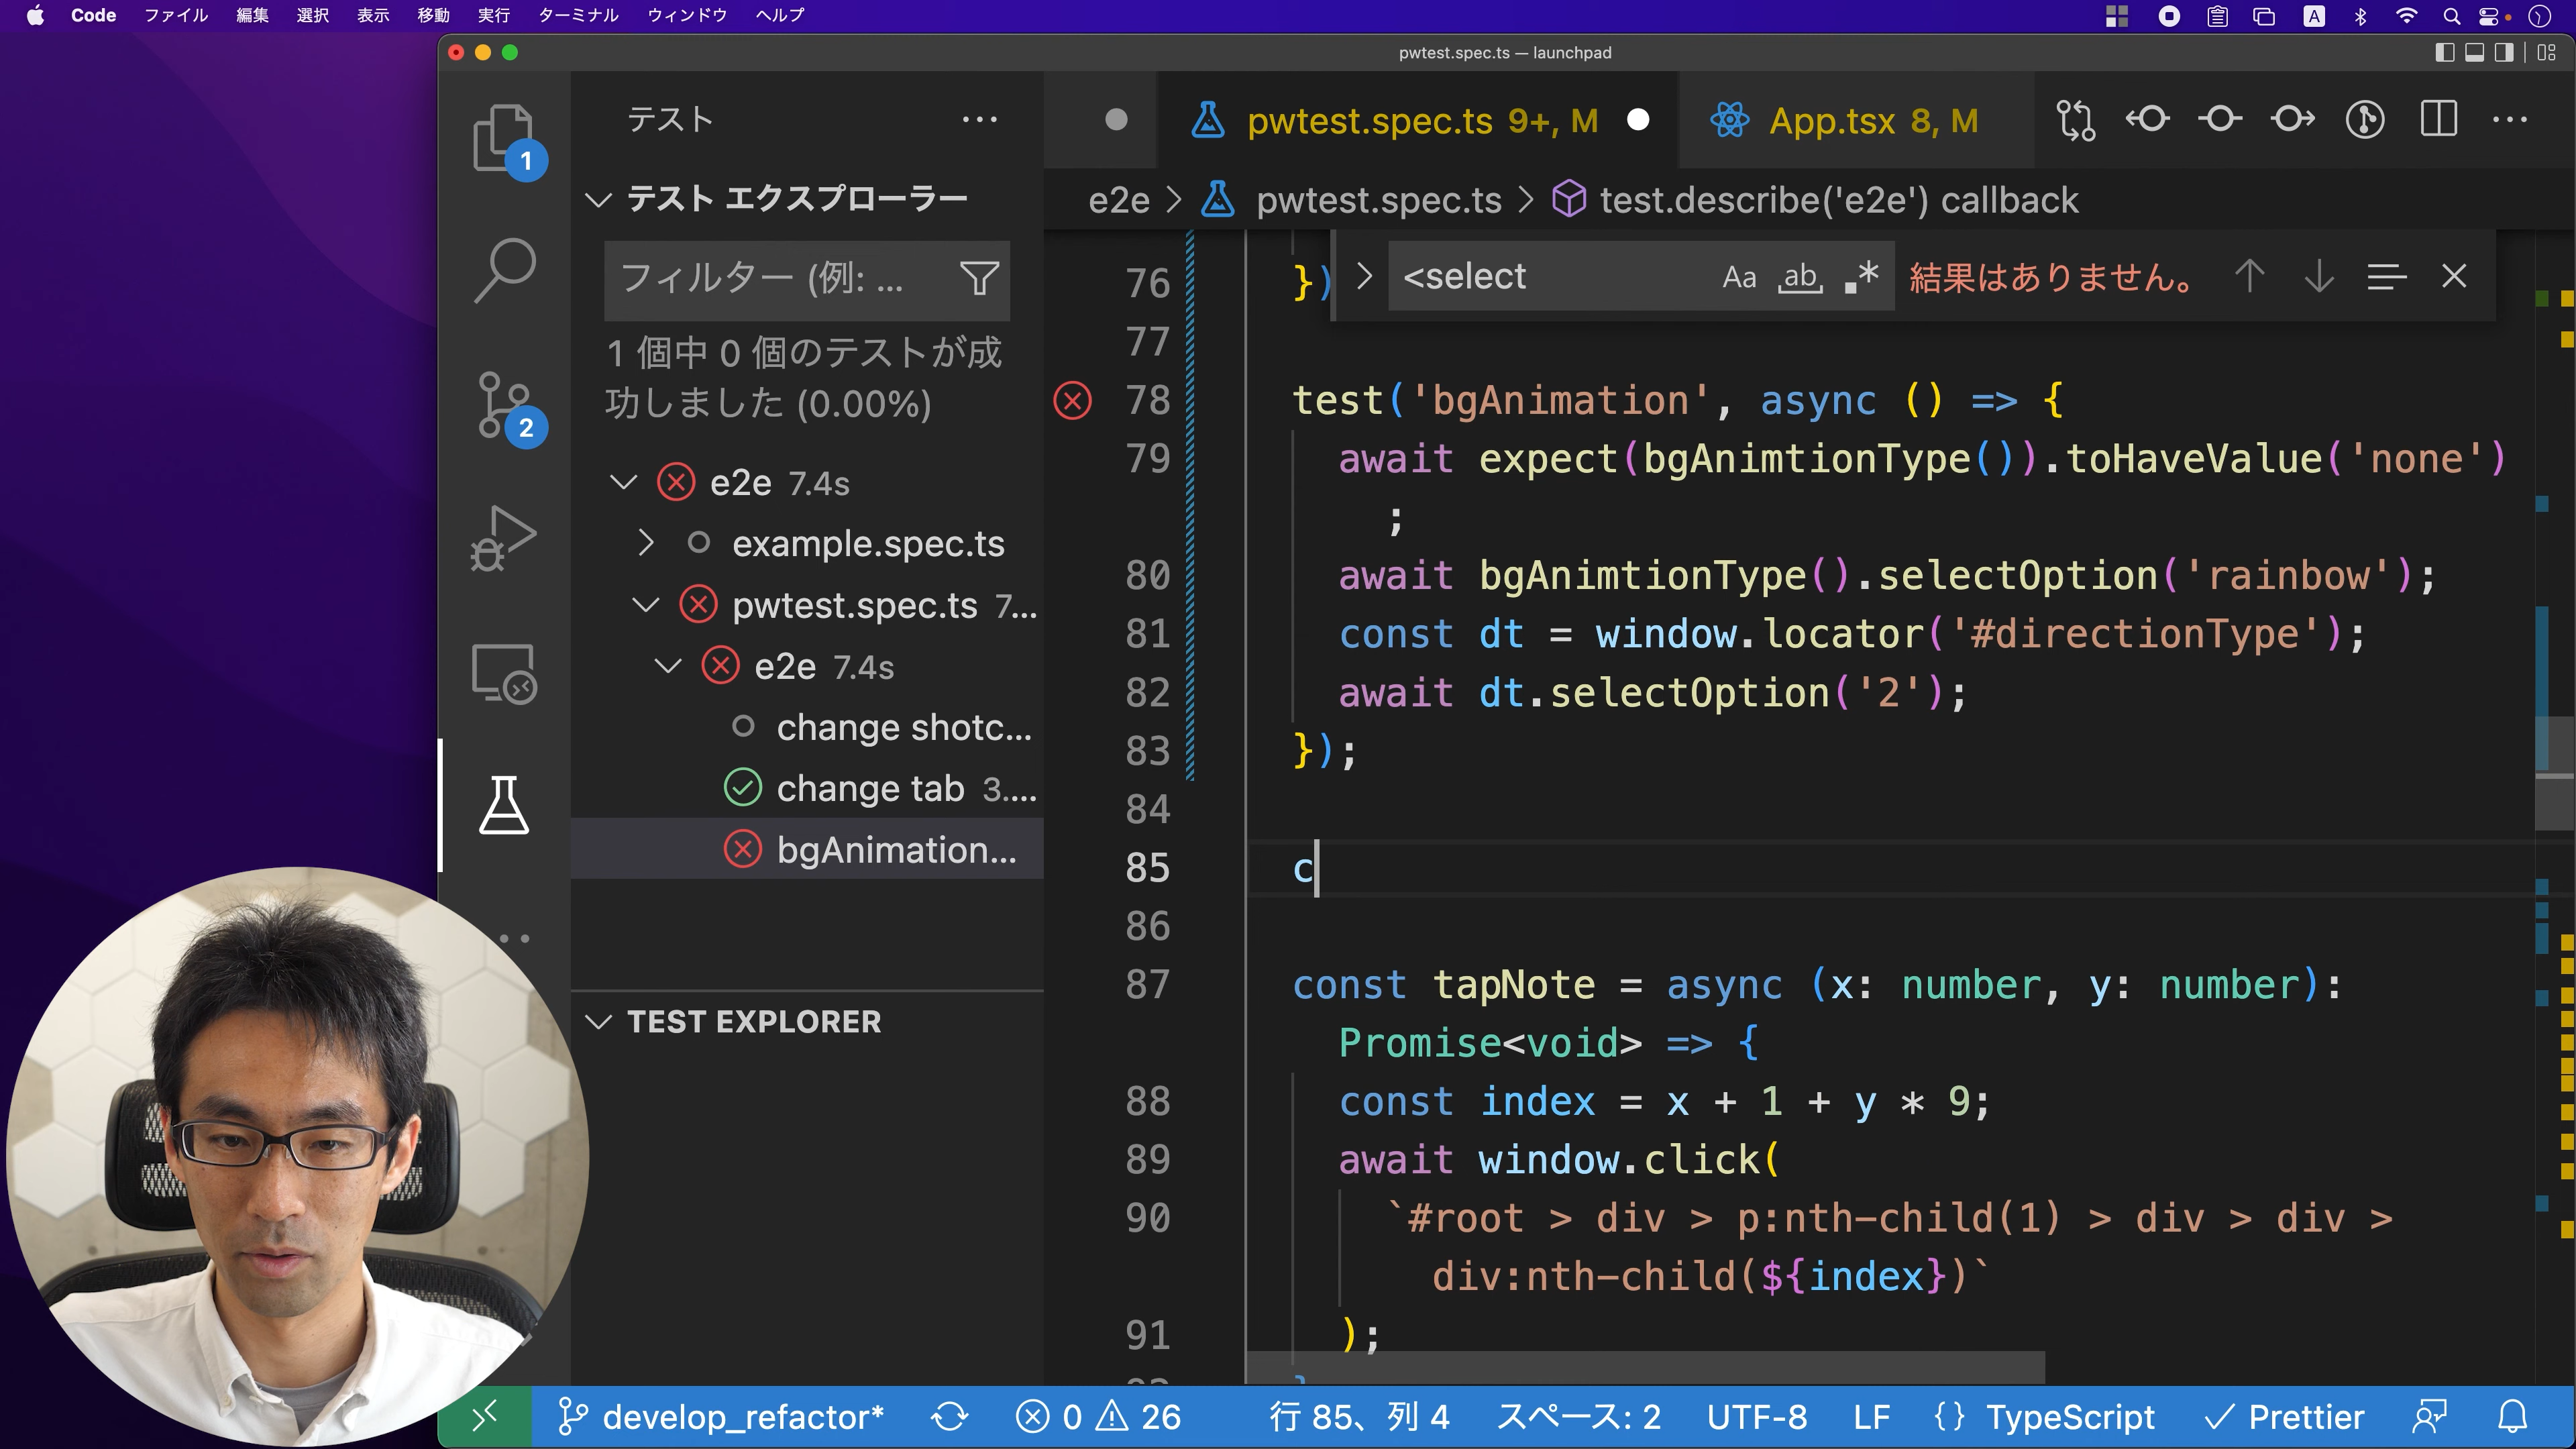 Code ファイル 編集 選択 表示 移動 実行 ターミナル ウィンドウ ヘルプ
A
pwtest.spec.ts — launchpad
テスト
テスト エクスプローラー
フィルター (例: ...
1 個中 0 個のテストが成
功しました (0.00%)
e2e 7.4s
example.spec.ts
pwtest.spec.ts 7...
e2e 7.4s
change shotc...
change tab 3....
bgAnimation...
TEST EXPLORER
1
2
pwtest.spec.ts 9+, M
App.tsx 8, M
e2e > pwtest.spec.ts > test.describe('e2e') callback
<select Aa ab .* 結果はありません。
76 })
77
78 test('bgAnimation', async () => {
79 await expect(bgAnimtionType()).toHaveValue('none')
;
80 await bgAnimtionType().selectOption('rainbow');
81 const dt = window.locator('#directionType');
82 await dt.selectOption('2');
83 });
84
85 c
86
87 const tapNote = async (x: number, y: number):
Promise<void> => {
88 const index = x + 1 + y * 9;
89 await window.click(
90 `#root > div > p:nth-child(1) > div > div >
div:nth-child(${index})`
91 );
develop_refactor* 0 26 行 85、列 4 スペース: 2 UTF-8 LF {} TypeScript Prettier